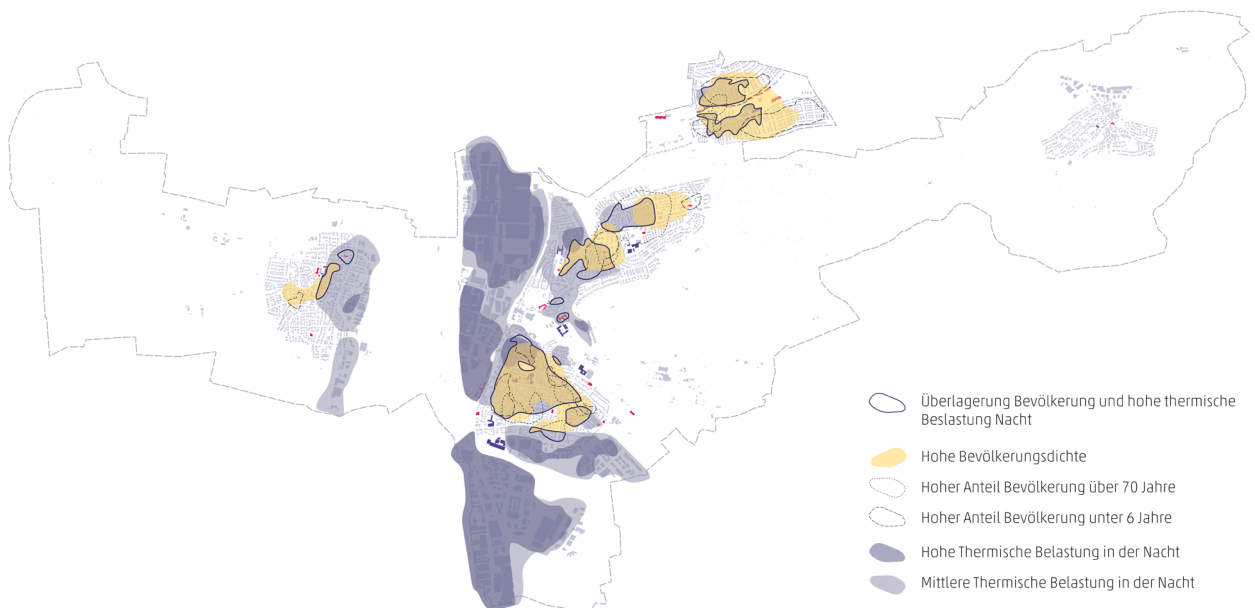 Überlagerung Bevölkerung und hohe thermische
Beslastung Nacht
Hohe Bevölkerungsdichte
Hoher Anteil Bevölkerung über 70 Jahre
Hoher Anteil Bevölkerung unter 6 Jahre
Hohe Thermische Belastung in der Nacht
Mittlere Thermische Belastung in der Nacht